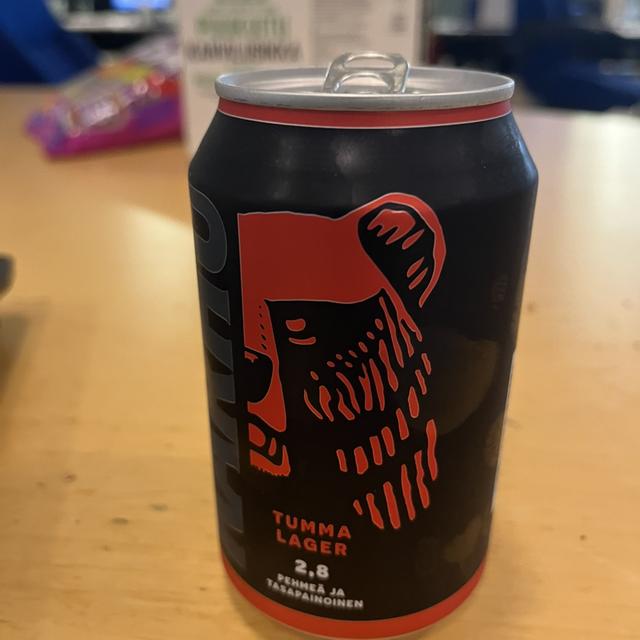 TUMMA
LAGER
2,8
PEHMEÄ JA
TASAPAINOINEN